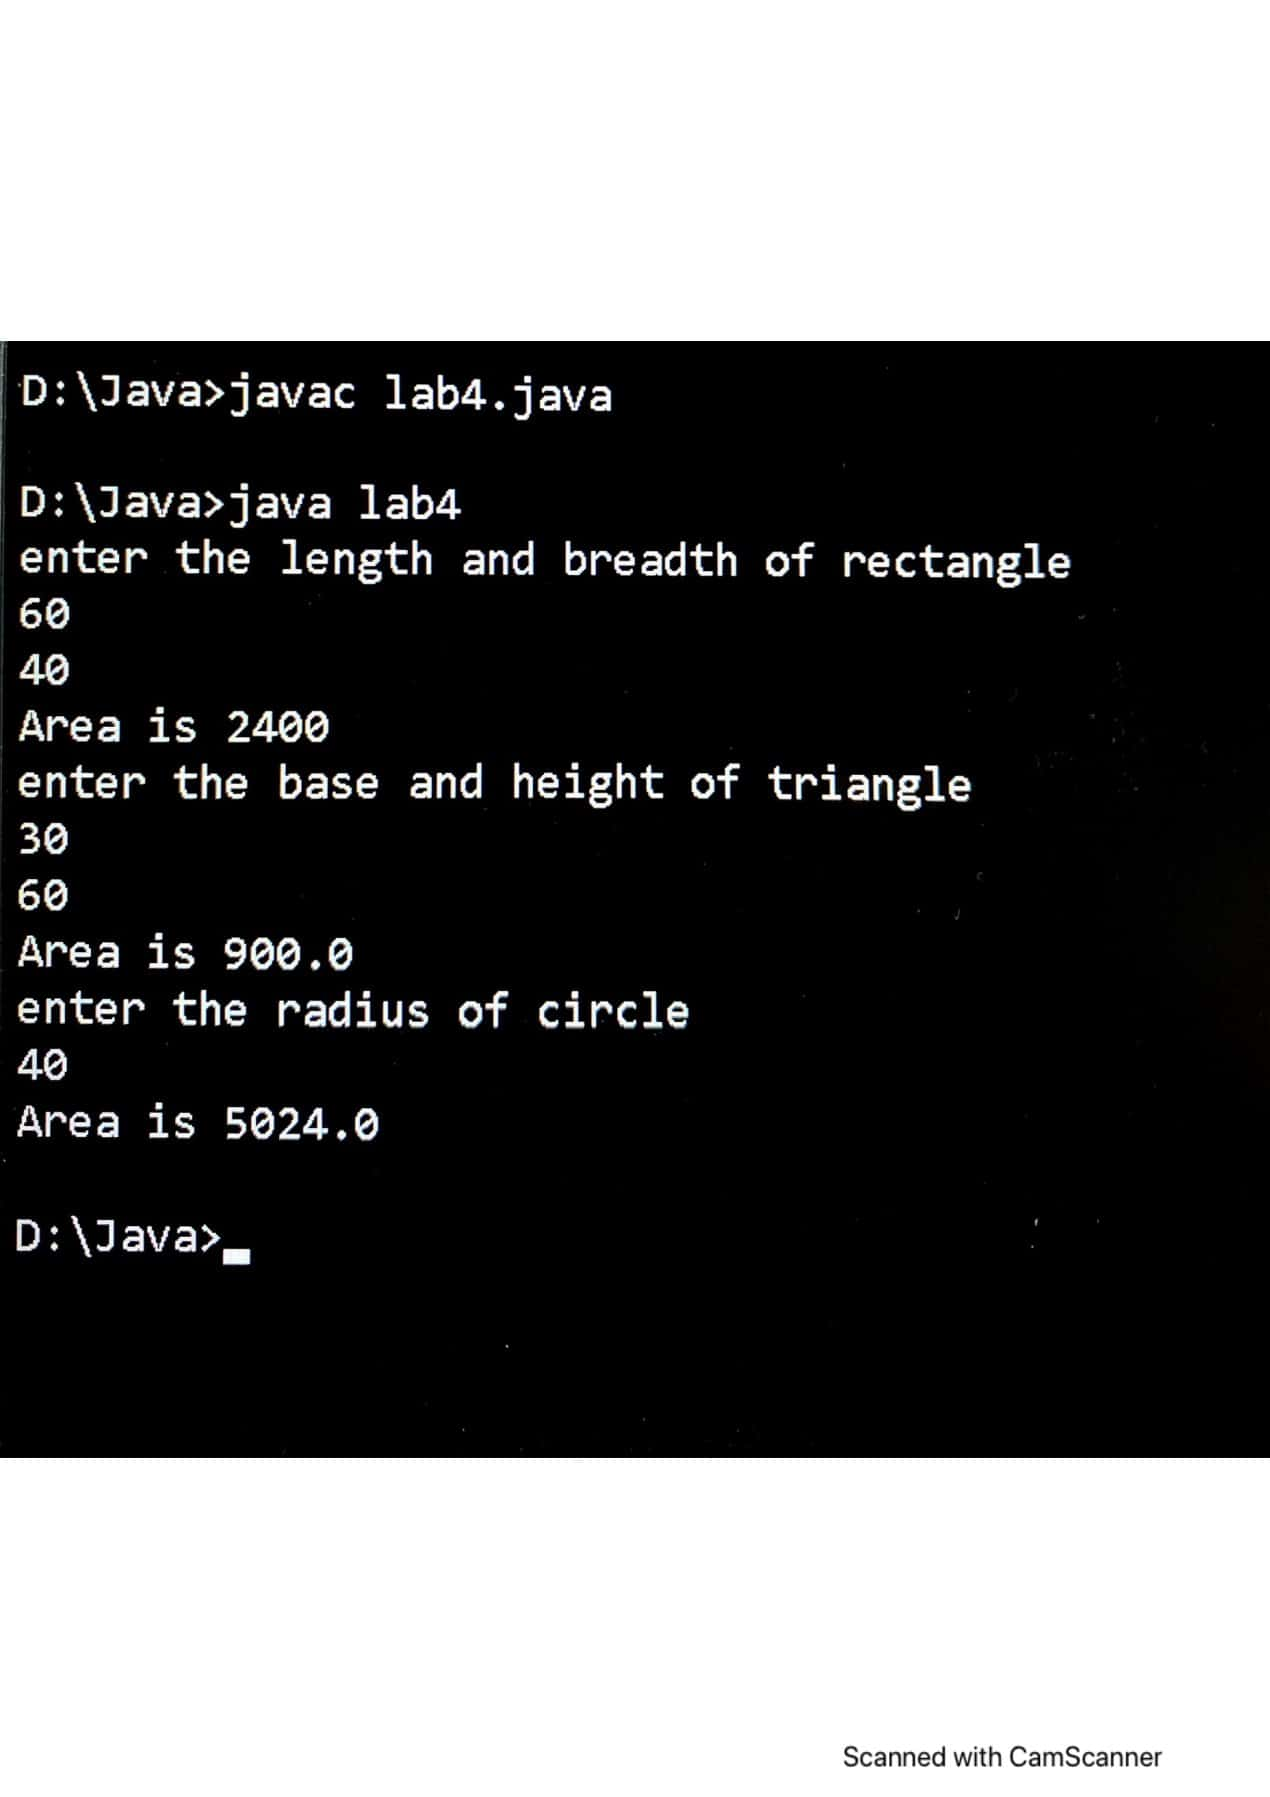 D:\Java>javac lab4.java
D:\Java>java lab4
enter the length and breadth of rectangle
60
40
Area is 2400
enter the base and height of triangle
30
60
Area is 900.0
enter the radius of circle
40
Area is 5024.0
D:\Java>_
Scanned with CamScanner